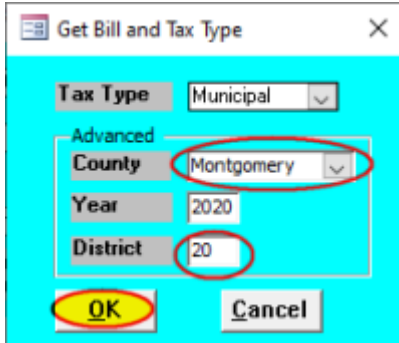 Get Bill and Tax Type
Tax Type Municipal
Advanced
County Montgomery
Year 2020
District 20
OK Cancel